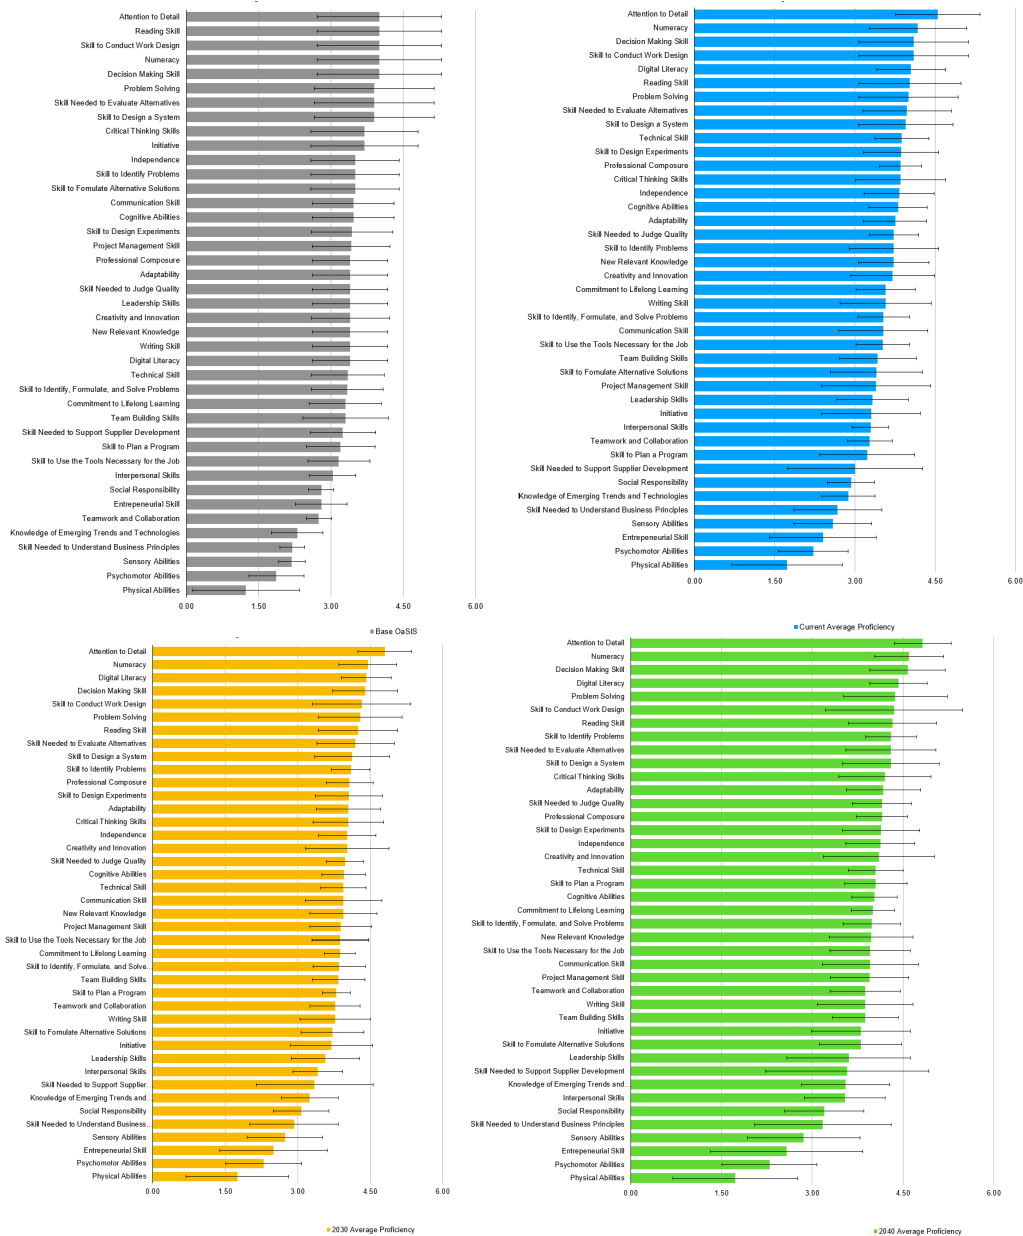 Attention to Detail
Reading Skill
Skill to Conduct Work Design
Numeracy
Decision Making Skill
Problem Solving
Skill Needed to Evaluate Alternatives
Skill to Design a System
Critical Thinking Skills
Initiative
Independence
Skill to Identify Problems
Skill to Fomulate Alternative Solutions
Communication Skill
Cognitive Abilities
Skill to Design Experiments
Project Management Skill
Professional Composure
Adaptability
Skill Needed to Judge Quality
Leadership Skills
Creativity and Innovation
New Relevant Knowledge
Writing Skill
Digital Literacy
Technical Skill
Skill to Identify, Formulate, and Solve Problems
Commitment to Lifelong Learning
Team Building Skills
Skill Needed to Support Supplier Development
Skill to Plan a Program
Skill to Use the Tools Necessary for the Job
Interpersonal Skills
Social Responsibility
Entrepeneurial Skill
Teamwork and Collaboration
Knowledge of Emerging Trends and Technologies
Skill Needed to Understand Business Principles
Sensory Abilities
Psychomotor Abilities
Physical Abilities
0.00 1.50 3.00 4.50 6.00
Base OaSIS
Attention to Detail
Numeracy
Decision Making Skill
Skill to Conduct Work Design
Digital Literacy
Reading Skill
Problem Solving
Skill Needed to Evaluate Alternatives
Skill to Design a System
Technical Skill
Skill to Design Experiments
Professional Composure
Critical Thinking Skills
Independence
Cognitive Abilities
Adaptability
Skill Needed to Judge Quality
Skill to Identify Problems
New Relevant Knowledge
Creativity and Innovation
Commitment to Lifelong Learning
Writing Skill
Skill to Identify, Formulate, and Solve Problems
Communication Skill
Skill to Use the Tools Necessary for the Job
Team Building Skills
Skill to Fomulate Alternative Solutions
Project Management Skill
Leadership Skills
Initiative
Interpersonal Skills
Teamwork and Collaboration
Skill to Plan a Program
Skill Needed to Support Supplier Development
Social Responsibility
Knowledge of Emerging Trends and Technologies
Skill Needed to Understand Business Principles
Sensory Abilities
Entrepeneurial Skill
Psychomotor Abilities
Physical Abilities
0.00 1.50 3.00 4.50 6.00
Current Average Proficiency
Attention to Detail
Numeracy
Digital Literacy
Decision Making Skill
Skill to Conduct Work Design
Problem Solving
Reading Skill
Skill Needed to Evaluate Alternatives
Skill to Design a System
Skill to Identify Problems
Professional Composure
Skill to Design Experiments
Adaptability
Critical Thinking Skills
Independence
Creativity and Innovation
Skill Needed to Judge Quality
Cognitive Abilities
Technical Skill
Communication Skill
New Relevant Knowledge
Project Management Skill
Skill to Use the Tools Necessary for the Job
Commitment to Lifelong Learning
Skill to Identify, Formulate, and Solve...
Team Building Skills
Skill to Plan a Program
Teamwork and Collaboration
Writing Skill
Skill to Fomulate Alternative Solutions
Initiative
Leadership Skills
Interpersonal Skills
Skill Needed to Support Supplier...
Knowledge of Emerging Trends and...
Social Responsibility
Skill Needed to Understand Business...
Sensory Abilities
Entrepeneurial Skill
Psychomotor Abilities
Physical Abilities
0.00 1.50 3.00 4.50 6.00
2030 Average Proficiency
Attention to Detail
Numeracy
Decision Making Skill
Digital Literacy
Problem Solving
Skill to Conduct Work Design
Reading Skill
Skill to Identify Problems
Skill Needed to Evaluate Alternatives
Skill to Design a System
Critical Thinking Skills
Adaptability
Skill Needed to Judge Quality
Professional Composure
Skill to Design Experiments
Independence
Creativity and Innovation
Technical Skill
Skill to Plan a Program
Cognitive Abilities
Commitment to Lifelong Learning
Skill to Identify, Formulate, and Solve Problems
New Relevant Knowledge
Skill to Use the Tools Necessary for the Job
Communication Skill
Project Management Skill
Teamwork and Collaboration
Writing Skill
Team Building Skills
Initiative
Skill to Fomulate Alternative Solutions
Leadership Skills
Skill Needed to Support Supplier Development
Knowledge of Emerging Trends and...
Interpersonal Skills
Social Responsibility
Skill Needed to Understand Business Principles
Sensory Abilities
Entrepeneurial Skill
Psychomotor Abilities
Physical Abilities
0.00 1.50 3.00 4.50 6.00
2040 Average Proficiency